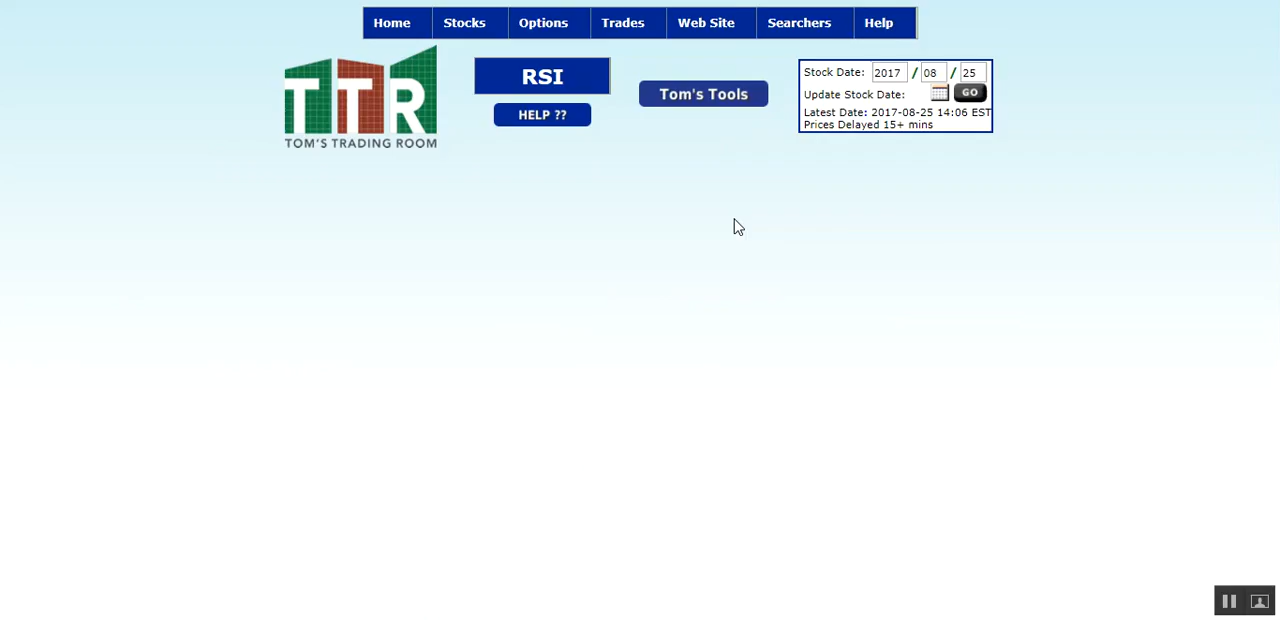 Home Stocks Options Trades Web Site Searchers Help
TTR
TOM'S TRADING ROOM
RSI
HELP ??
Tom's Tools
Stock Date: 2017 / 08 / 25
Update Stock Date: GO
Latest Date: 2017-08-25 14:06 EST
Prices Delayed 15+ mins